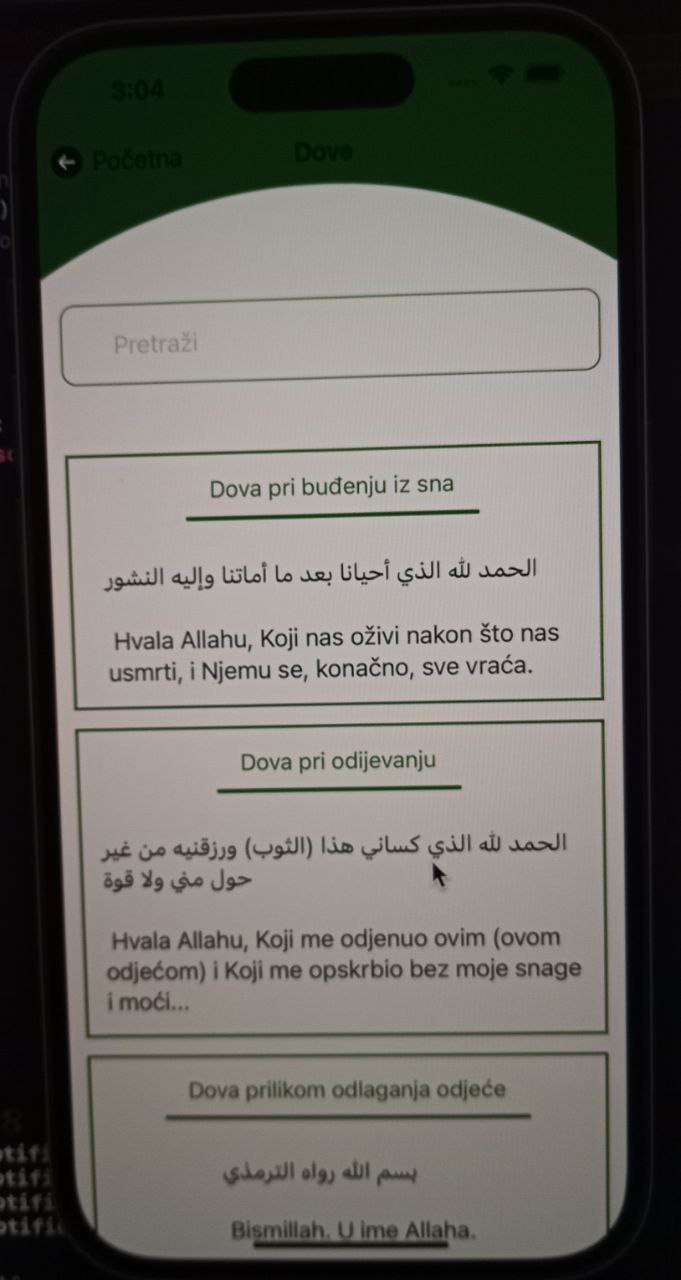 3:04
Početna
Dove
Pretraži
Dova pri buđenju iz sna
الحمد لله الذي أحيانا بعد ما أماتنا وإليه النشور
Hvala Allahu, Koji nas oživi nakon što nas
usmrti, i Njemu se, konačno, sve vraća.
Dova pri odijevanju
الحمد لله الذي كساني هذا (الثوب) ورزقنيه من غير
حول مني ولا قوة
Hvala Allahu, Koji me odjenuo ovim (ovom
odjećom) i Koji me opskrbio bez moje snage
i moći...
Dova prilikom odlaganja odjeće
بسم الله رواه الترمذي
Bismillah. U ime Allaha.